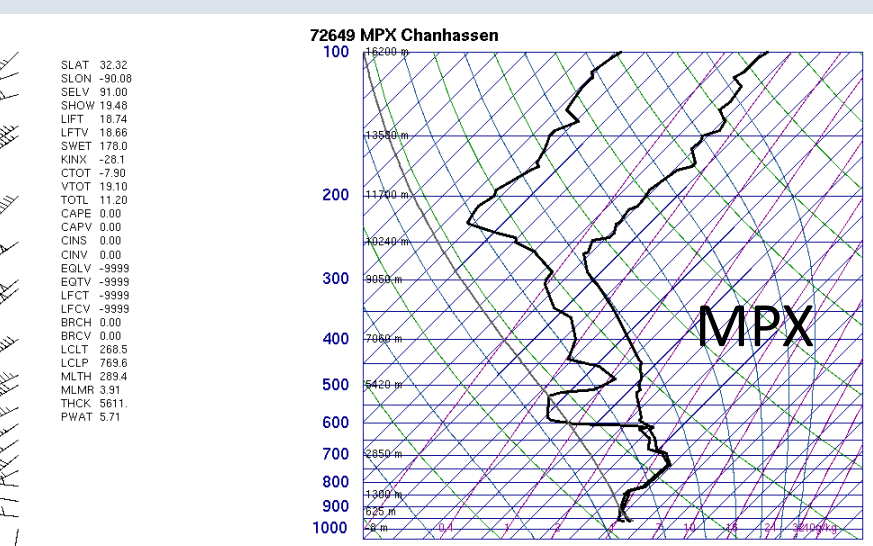 72649 MPX Chanhassen
SLAT 32.32
SLON -90.08
SELV 91.00
SHOW 19.48
LIFT 18.74
LFTV 18.66
SWET 178.0
KINX -28.1
CTOT -7.90
VTOT 19.10
TOTL 11.20
CAPE 0.00
CAPV 0.00
CINS 0.00
CINV 0.00
EQLV -9999
EQTV -9999
LFCT -9999
LFCV -9999
BRCH 0.00
BRCV 0.00
LCLT 268.5
LCLP 769.6
MLTH 289.4
MLMR 3.91
THCK 5611.
PWAT 5.71
100 16200 m
13580 m
200 11700 m
10240 m
300 9050 m
MPX
400 7060 m
500 5420 m
600
700 2850 m
800
900 1300 m
625 m
1000 -8 m 0.4 1 2 4 7 10 16 24 32 40g/kg